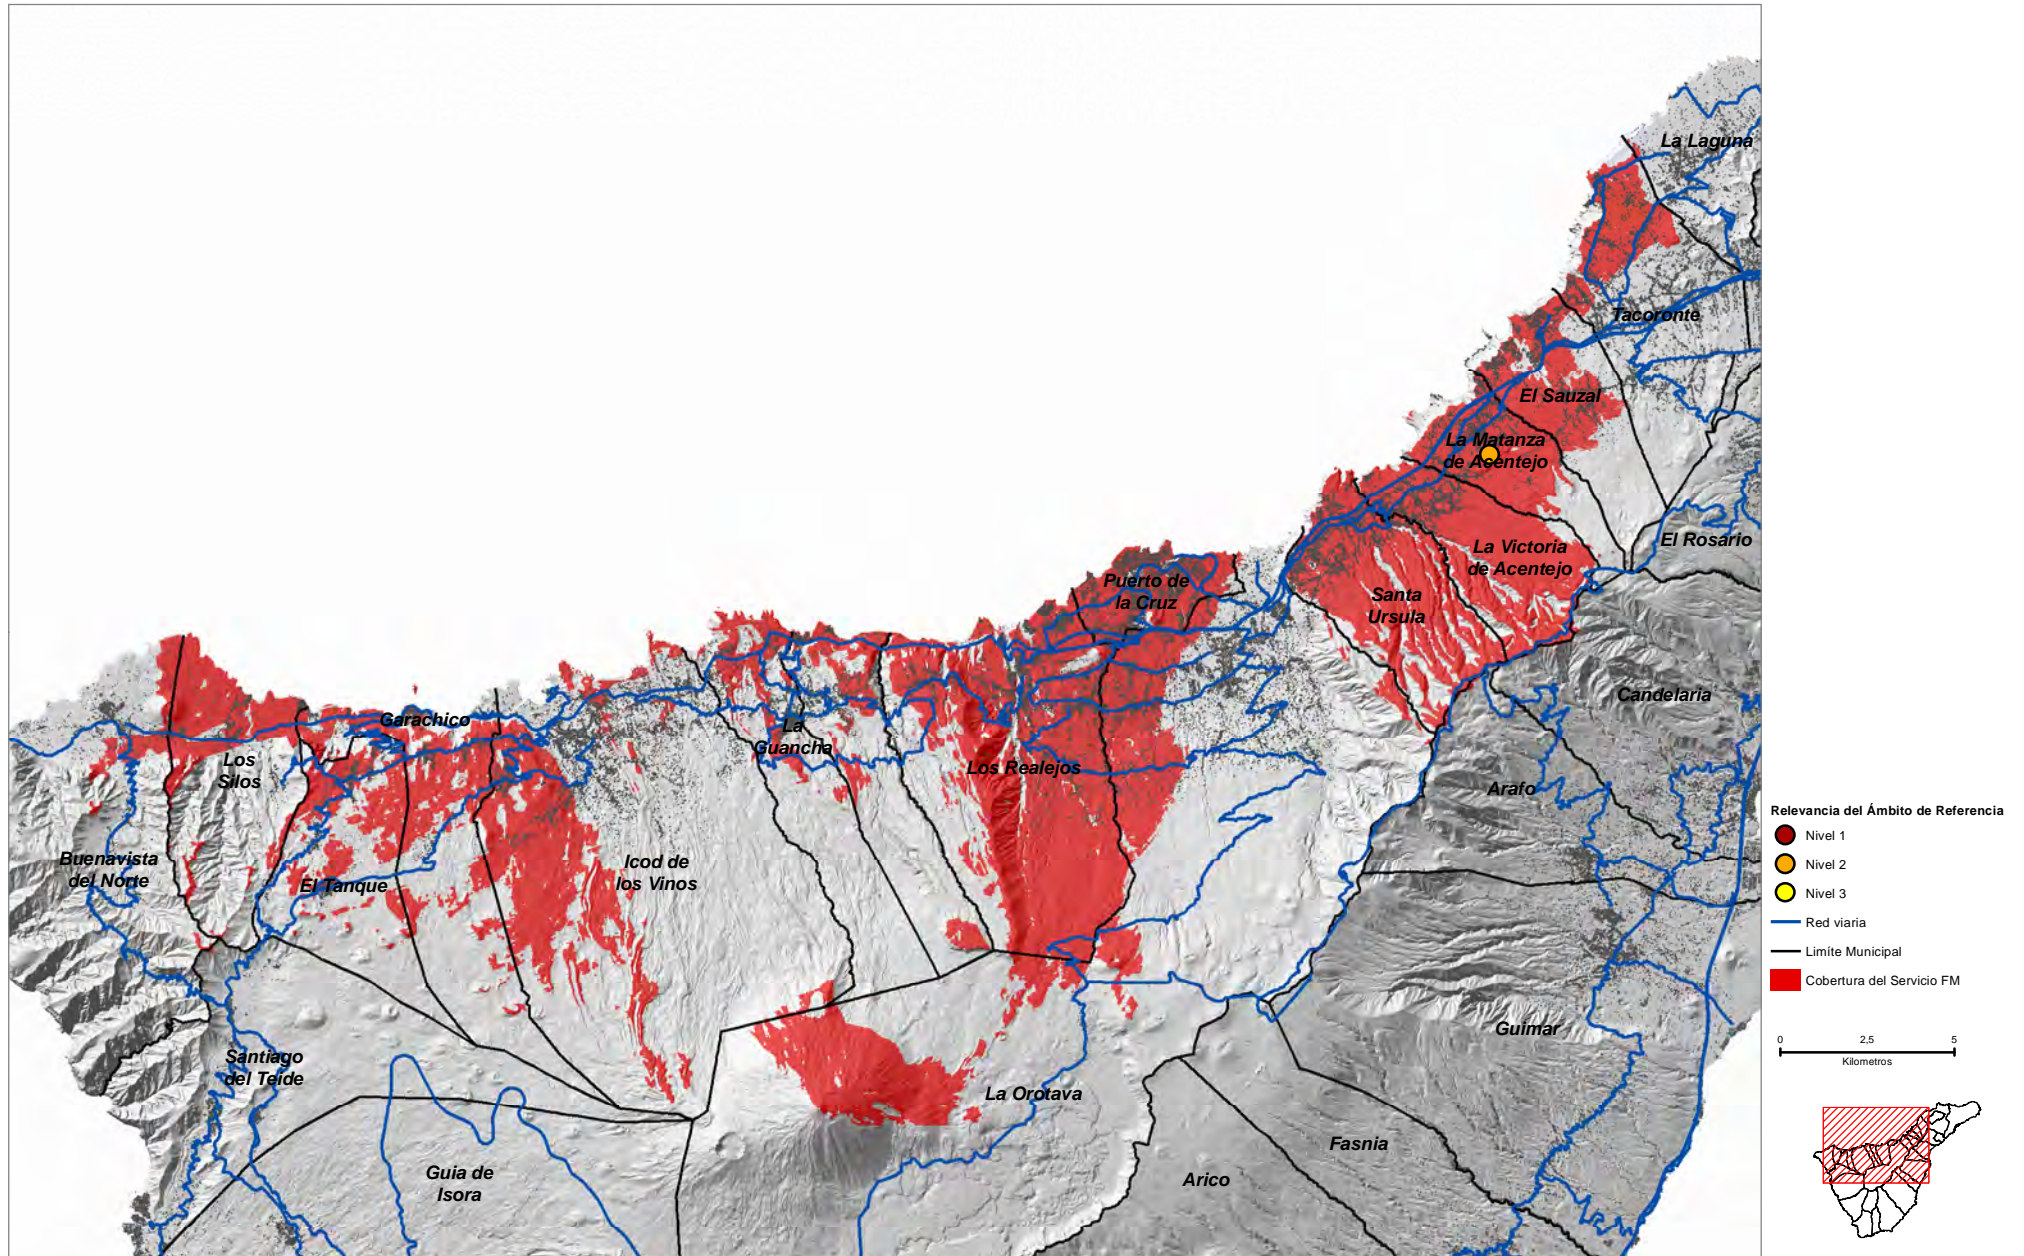 La Laguna
Tacoronte
El Sauzal
La Matanza
de Acentejo
El Rosario
La Victoria
de Acentejo
Puerto de
la Cruz
Santa
Ursula
Candelaria
Garachico
La
Guancha
Los
Silos
Los Realejos
Arafo
Buenavista
del Norte
El Tanque
Icod de
los Vinos
Guimar
Santiago
del Teide
La Orotava
Fasnia
Guia de
Isora
Arico
Relevancia del Ámbito de Referencia
Nivel 1
Nivel 2
Nivel 3
Red viaria
Limíte Municipal
Cobertura del Servicio FM
0 2,5 5
Kilometros